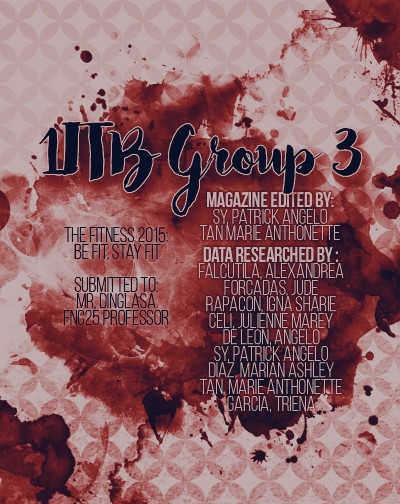 1ITB Group 3
MAGAZINE EDITED BY:
SY, PATRICK ANGELO
TAN MARIE ANTHONETTE
THE FITNESS 2015:
BE FIT, STAY FIT
SUBMITTED TO:
MR. DINGLASA
FNC25 PROFESSOR
DATA RESEARCHED BY :
FALCUTILA, ALEXANDREA
FORCADAS, JUDE
RAPACON, IGNA SHARIE
CELI, JULIENNE MAREY
DE LEON, ANGELO
SY, PATRICK ANGELO
DIAZ, MARIAN ASHLEY
TAN, MARIE ANTHONETTE
GARCIA, TRIENA